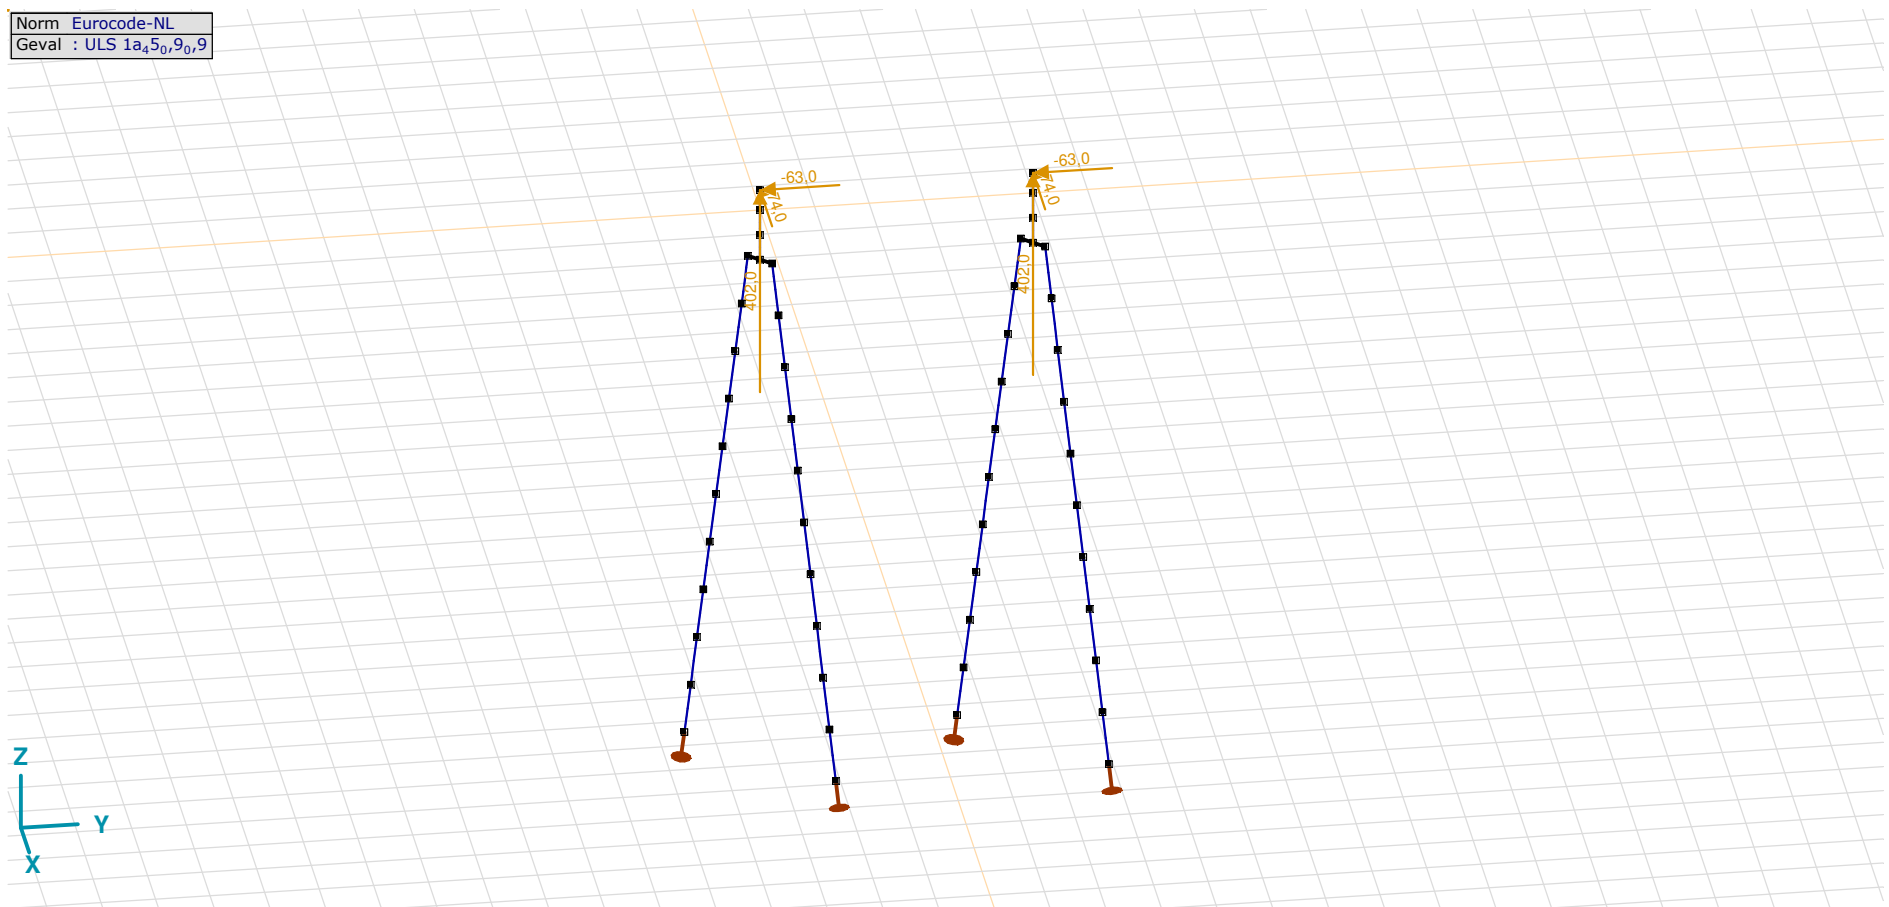 Norm Eurocode-NL
Geval : ULS 1a₄5₀,9₀,9
-63,0
74,0
402,0
-63,0
74,0
402,0
Z
Y
X